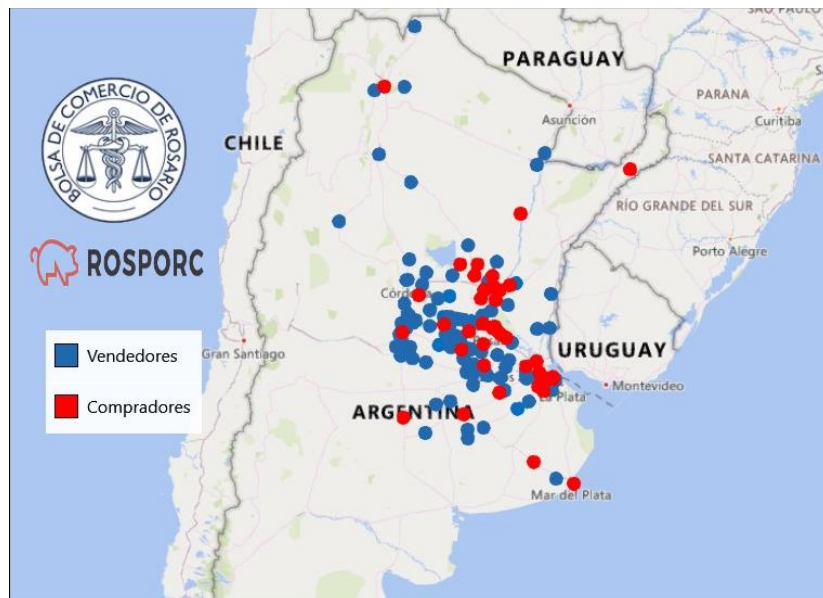 PARAGUAY
SAO PAULO
PARANA
Asunción
Curitiba
BOLSA DE COMERCIO DE ROSARIO
CHILE
SANTA CATARINA
RÍO GRANDE DEL SUR
Porto Alegre
ROSPORC
Córdoba
Vendedores
Gran Santiago
URUGUAY
Compradores
Montevideo
La Plata
ARGENTINA
Mar del Plata